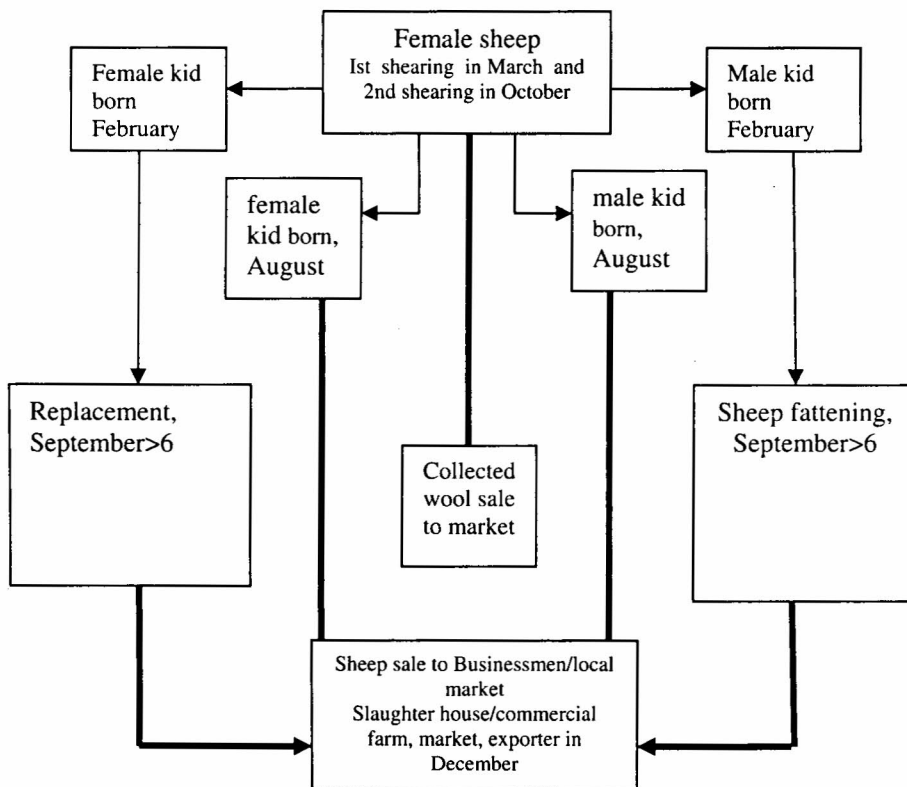 Female sheep
Ist shearing in March and
2nd shearing in October
Female kid
born
February
Male kid
born
February
female
kid born,
August
male kid
born,
August
Replacement,
September>6
Sheep fattening,
September>6
Collected
wool sale
to market
Sheep sale to Businessmen/local
market
Slaughter house/commercial
farm, market, exporter in
December